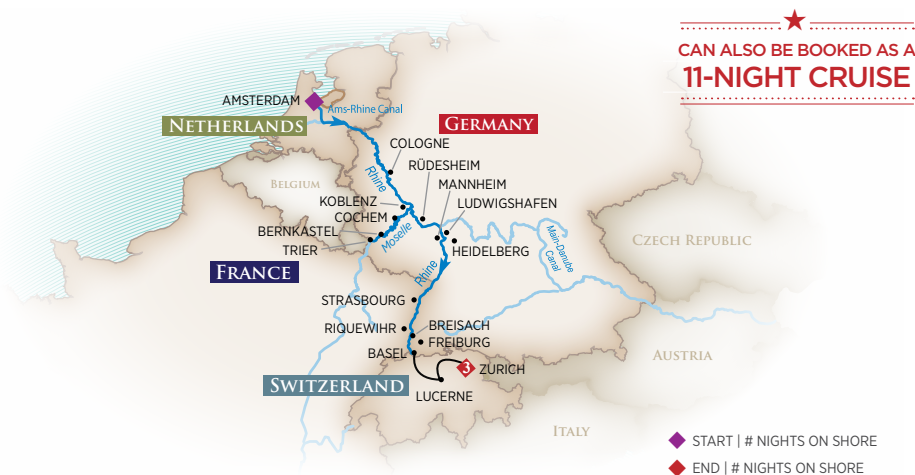 CAN ALSO BE BOOKED AS A
11-NIGHT CRUISE
AMSTERDAM
Ams-Rhine Canal
NETHERLANDS
GERMANY
COLOGNE
Rhine
RÜDESHEIM
BELGIUM
MANNHEIM
KOBLENZ
LUDWIGSHAFEN
COCHEM
BERNKASTEL
Moselle
TRIER
HEIDELBERG
Main-Danube
Canal
CZECH REPUBLIC
FRANCE
Rhine
STRASBOURG
RIQUEWIHR
BREISACH
FREIBURG
BASEL
AUSTRIA
3
ZURICH
SWITZERLAND
LUCERNE
ITALY
START | # NIGHTS ON SHORE
END | # NIGHTS ON SHORE